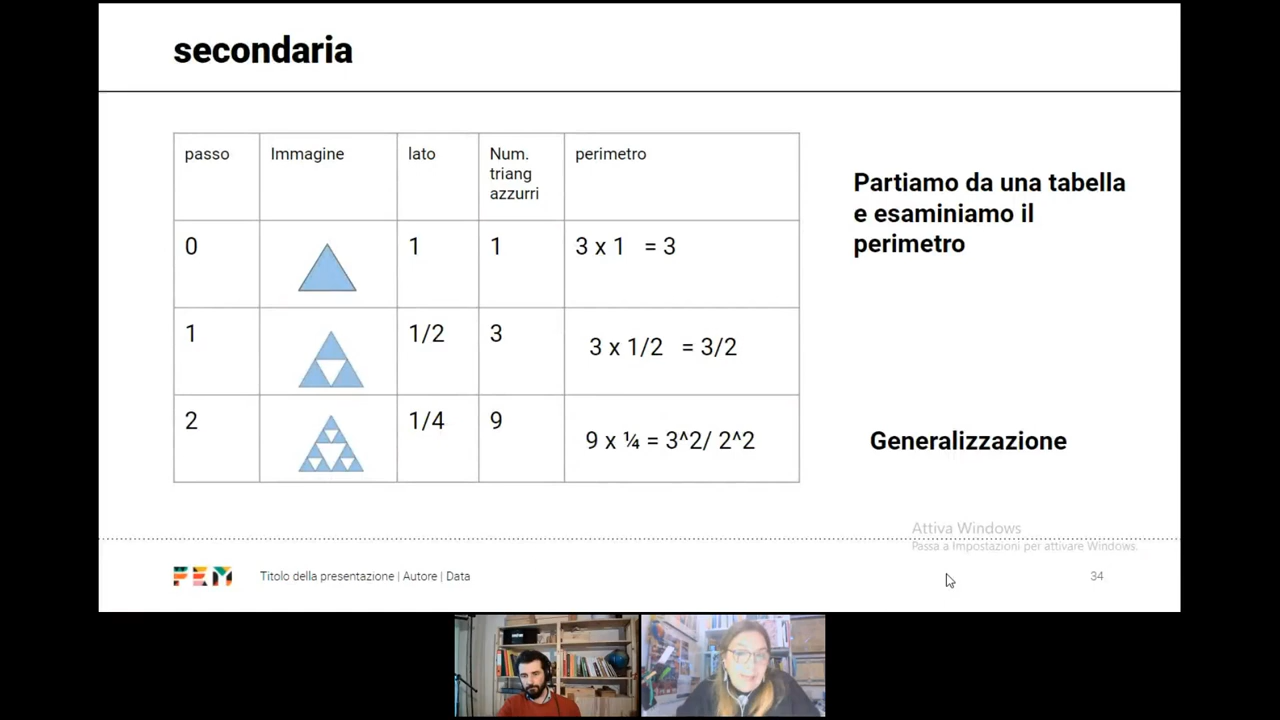 secondaria
passo Immagine lato Num. triang azzurri perimetro
0 1 1 3 x 1 = 3
1 1/2 3 3 x 1/2 = 3/2
2 1/4 9 9 x ¼ = 3^2/ 2^2
Partiamo da una tabella
e esaminiamo il
perimetro
Generalizzazione
Attiva Windows
Passa a Impostazioni per attivare Windows.
FEM Titolo della presentazione | Autore | Data 34